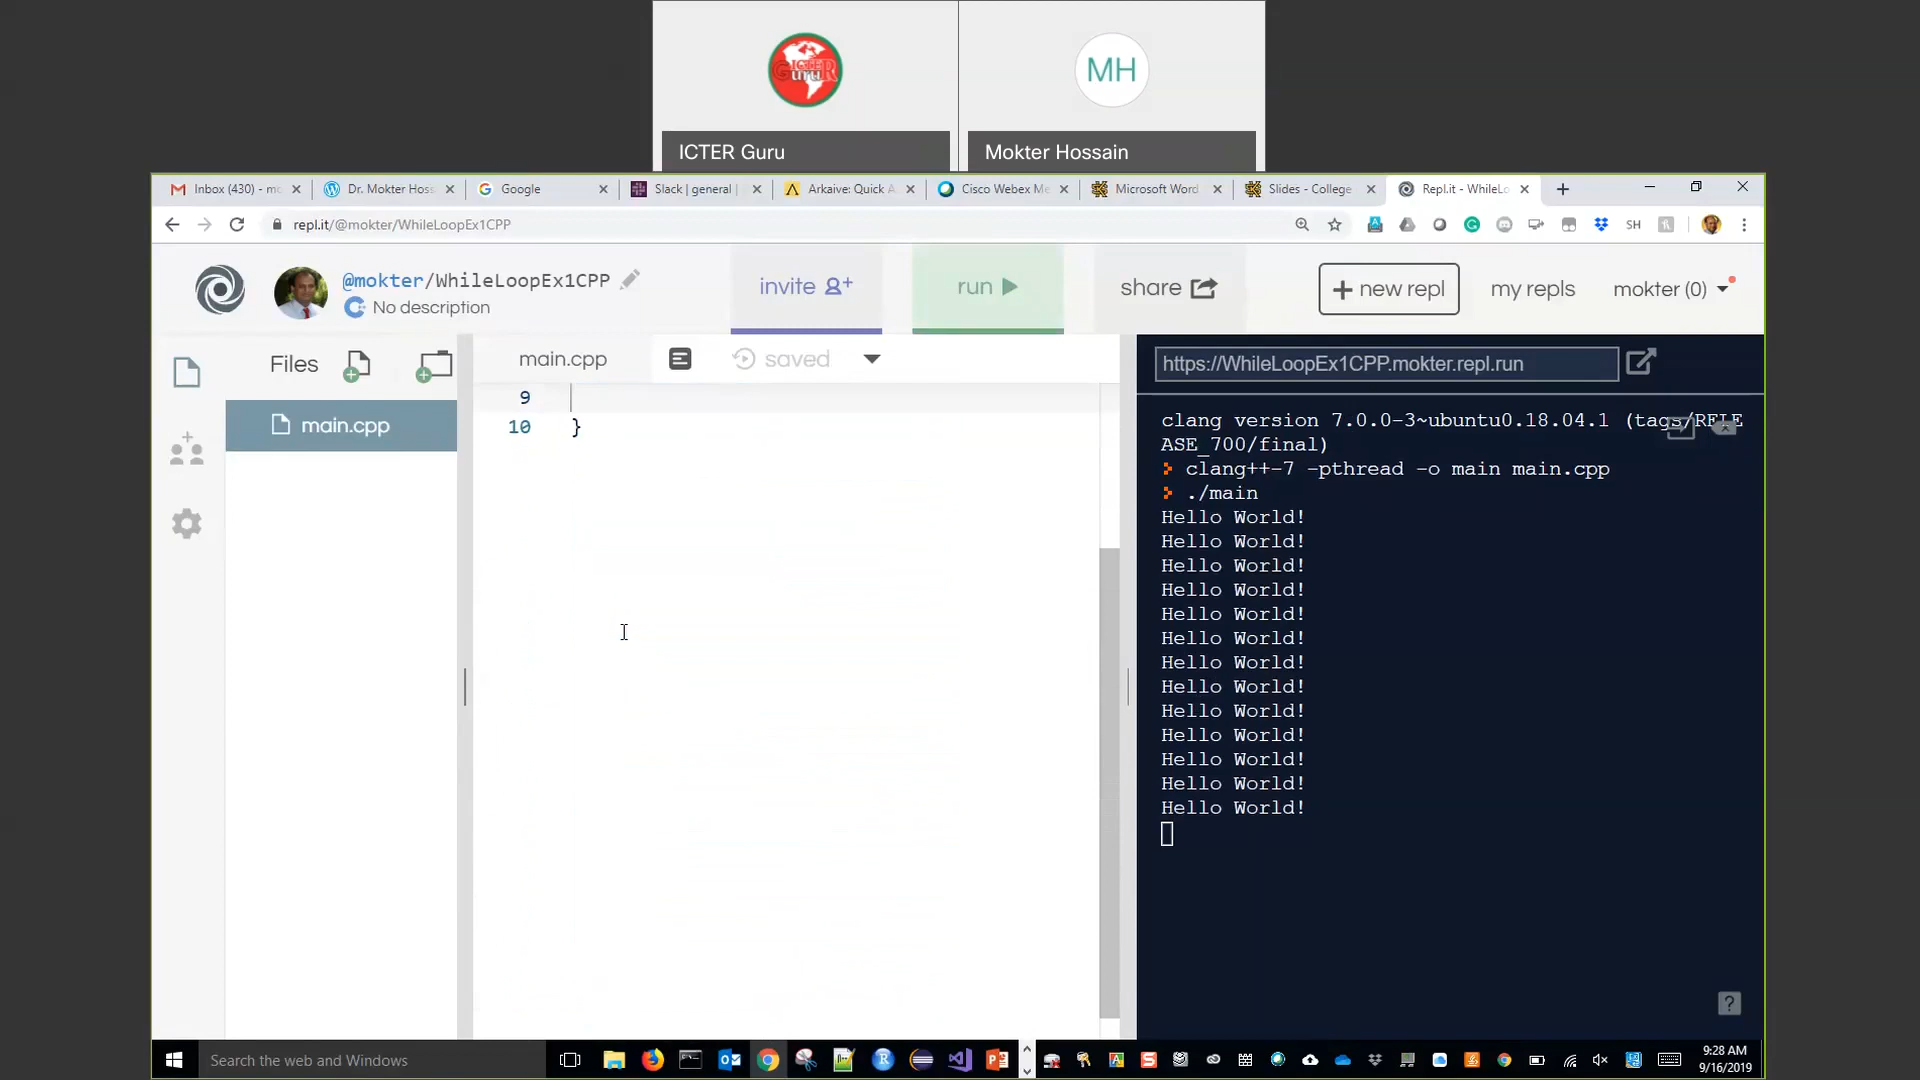 MH
ICTER Guru
Mokter Hossain
Inbox (430) - mo
Dr. Mokter Hoss
Google
Slack | general |
Arkaive: Quick A
Cisco Webex Me
Microsoft Word
Slides - College
Repl.it - WhileLo
repl.it/@mokter/WhileLoopEx1CPP
SH
@mokter/WhileLoopEx1CPP
No description
invite
run
share
+ new repl
my repls
mokter (0)
Files
main.cpp
saved
main.cpp
9
10 }
https://WhileLoopEx1CPP.mokter.repl.run
clang version 7.0.0-3~ubuntu0.18.04.1 (tags/RELE
ASE_700/final)
clang++-7 -pthread -o main main.cpp
./main
Hello World!
Hello World!
Hello World!
Hello World!
Hello World!
Hello World!
Hello World!
Hello World!
Hello World!
Hello World!
Hello World!
Hello World!
Hello World!
?
Search the web and Windows
9:28 AM
9/16/2019